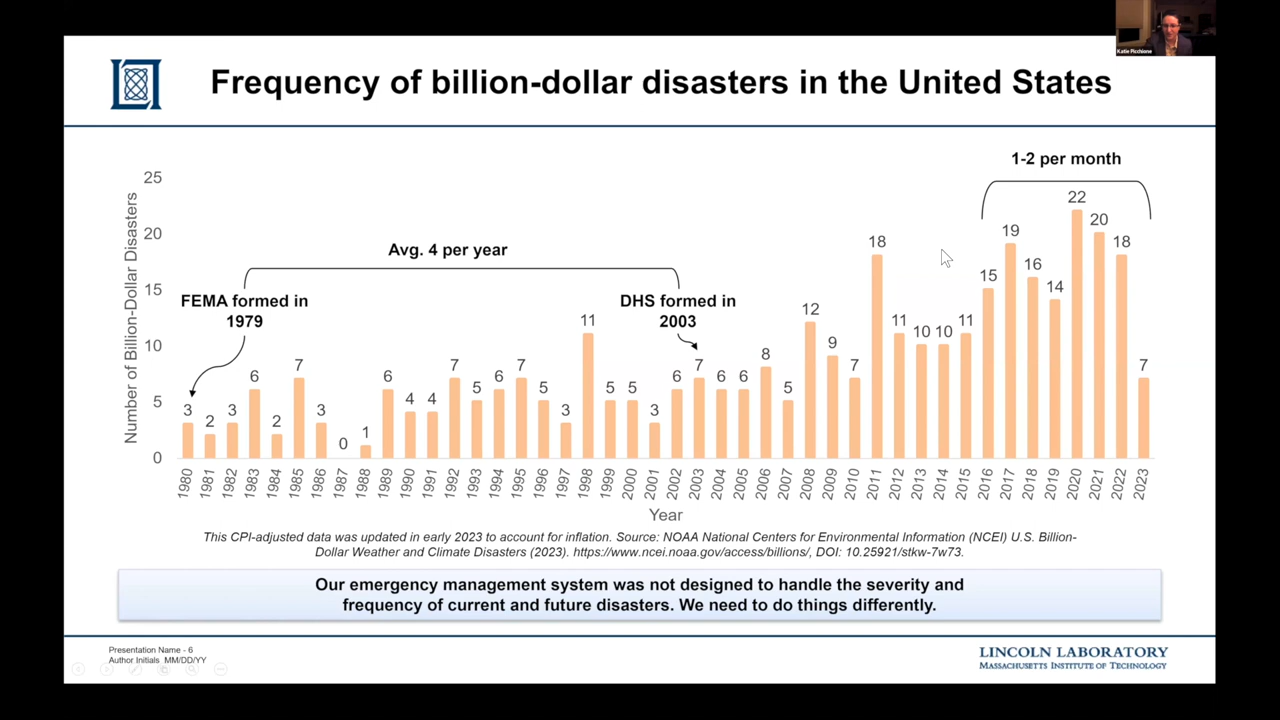 Katie Picchione
Frequency of billion-dollar disasters in the United States
1-2 per month
Avg. 4 per year
FEMA formed in
1979
DHS formed in
2003
Number of Billion-Dollar Disasters
25
20
15
10
5
0
3 2 3 6 2 7 3 0 1 6 4 4 7 5 6 7 5 3 11 5 5 3 6 7 6 6 8 5 12 9 7 18 11 10 10 11 15 19 16 14 22 20 18 7
1980 1981 1982 1983 1984 1985 1986 1987 1988 1989 1990 1991 1992 1993 1994 1995 1996 1997 1998 1999 2000 2001 2002 2003 2004 2005 2006 2007 2008 2009 2010 2011 2012 2013 2014 2015 2016 2017 2018 2019 2020 2021 2022 2023
Year
This CPI-adjusted data was updated in early 2023 to account for inflation. Source: NOAA National Centers for Environmental Information (NCEI) U.S. Billion-
Dollar Weather and Climate Disasters (2023). https://www.ncei.noaa.gov/access/billions/, DOI: 10.25921/stkw-7w73.
Our emergency management system was not designed to handle the severity and
frequency of current and future disasters. We need to do things differently.
Presentation Name - 6
Author Initials MM/DD/YY
LINCOLN LABORATORY
MASSACHUSETTS INSTITUTE OF TECHNOLOGY